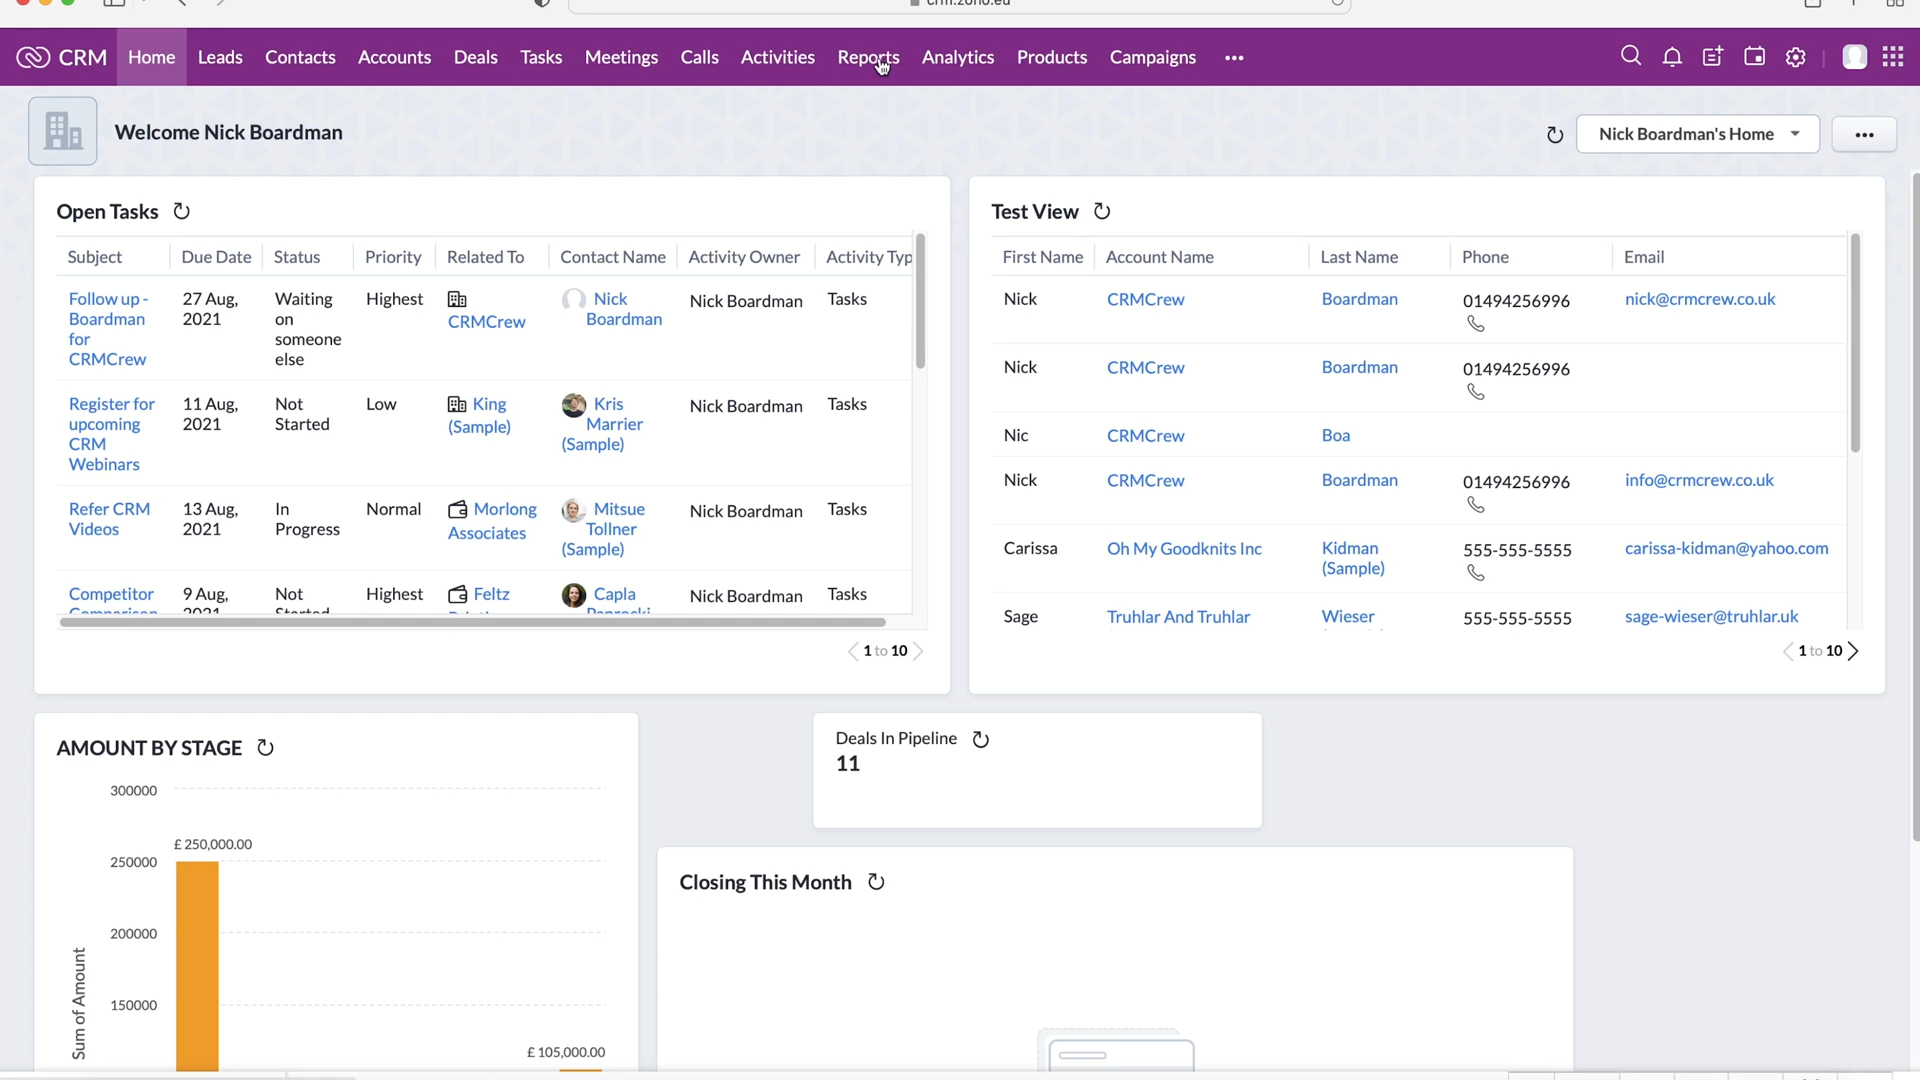 CRM Home Leads Contacts Accounts Deals Tasks Meetings Calls Activities Reports Analytics Products Campaigns
Welcome Nick Boardman
Nick Boardman's Home
Open Tasks
Subject Due Date Status Priority Related To Contact Name Activity Owner Activity Typ
Follow up - 27 Aug, Waiting Highest Nick Nick Boardman Tasks
Boardman 2021 on CRMCrew Boardman
for someone
CRMCrew else
Register for 11 Aug, Not Low King Kris Nick Boardman Tasks
upcoming 2021 Started (Sample) Marrier
CRM (Sample)
Webinars
Refer CRM 13 Aug, In Normal Morlong Mitsue Nick Boardman Tasks
Videos 2021 Progress Associates Tollner
(Sample)
Competitor 9 Aug, Not Highest Feltz Capla Nick Boardman Tasks
1 to 10
Test View
First Name Account Name Last Name Phone Email
Nick CRMCrew Boardman 01494256996 nick@crmcrew.co.uk
Nick CRMCrew Boardman 01494256996
Nic CRMCrew Boa
Nick CRMCrew Boardman 01494256996 info@crmcrew.co.uk
Carissa Oh My Goodknits Inc Kidman 555-555-5555 carissa-kidman@yahoo.com
(Sample)
Sage Truhlar And Truhlar Wieser 555-555-5555 sage-wieser@truhlar.uk
1 to 10
AMOUNT BY STAGE
300000
£ 250,000.00
250000
200000
150000
Sum of Amount
£ 105,000.00
Deals In Pipeline
11
Closing This Month